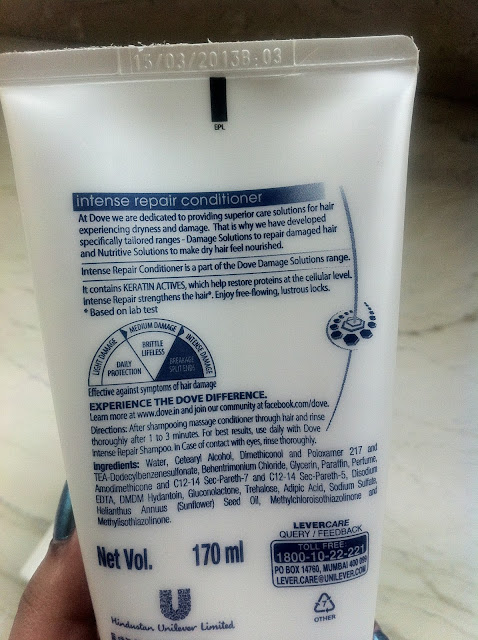 15/03/2013B.03
EPL
intense repair conditioner
At Dove we are dedicated to providing superior care solutions for hair
experiencing dryness and damage. That is why we have developed
specifically tailored ranges - Damage Solutions to repair damaged hair
and Nutritive Solutions to make dry hair feel nourished.
Intense Repair Conditioner is a part of the Dove Damage Solutions range.
It contains KERATIN ACTIVES, which help restore proteins at the cellular level.
Intense Repair strengthens the hair*. Enjoy free-flowing, lustrous locks.
* Based on lab test
LIGHT DAMAGE
MEDIUM DAMAGE
INTENSE DAMAGE
DAILY
PROTECTION
BRITTLE
LIFELESS
BREAKAGE
SPLIT ENDS
Effective against symptoms of hair damage
EXPERIENCE THE DOVE DIFFERENCE.
Learn more at www.dove.in and join our community at facebook.com/dove.
Directions: After shampooing massage conditioner through hair and rinse
thoroughly after 1 to 3 minutes. For best results, use daily with Dove
Intense Repair Shampoo. In Case of contact with eyes, rinse thoroughly.
Ingredients: Water, Cetearyl Alcohol, Dimethiconol and Poloxamer 217 and
TEA-Dodecylbenzenesulfonate, Behentrimonium Chloride, Glycerin, Paraffin, Perfume,
Amodimethicone and C12-14 Sec-Pareth-7 and C12-14 Sec-Pareth-5, Disodium
EDTA, DMDM Hydantoin, Gluconolactone, Trehalose, Adipic Acid, Sodium Sulfate,
Helianthus Annuus (Sunflower) Seed Oil, Methylchloroisothiazolinone and
Methylisothiazolinone.
Net Vol. 170 ml
LEVERCARE
QUERY / FEEDBACK
TOLL FREE:
1800-10-22-221
PO BOX 14760, MUMBAI 400 099
LEVER.CARE@UNILEVER.COM
Hindustan Unilever Limited
7
OTHER